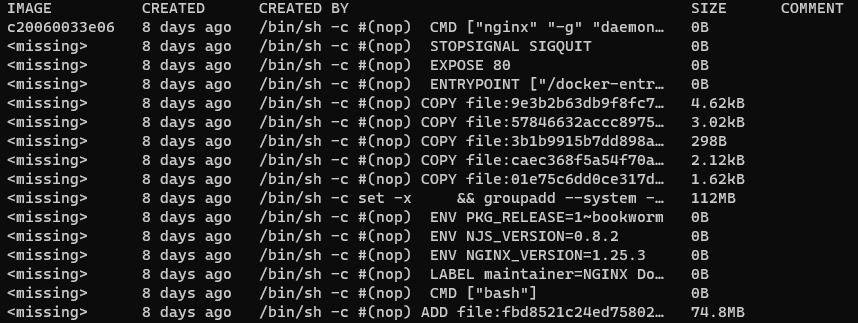 IMAGE CREATED CREATED BY SIZE COMMENT
c20060033e06 8 days ago /bin/sh -c #(nop) CMD ["nginx" "-g" "daemon… 0B
<missing> 8 days ago /bin/sh -c #(nop) STOPSIGNAL SIGQUIT 0B
<missing> 8 days ago /bin/sh -c #(nop) EXPOSE 80 0B
<missing> 8 days ago /bin/sh -c #(nop) ENTRYPOINT ["/docker-entr… 0B
<missing> 8 days ago /bin/sh -c #(nop) COPY file:9e3b2b63db9f8fc7… 4.62kB
<missing> 8 days ago /bin/sh -c #(nop) COPY file:57846632accc8975… 3.02kB
<missing> 8 days ago /bin/sh -c #(nop) COPY file:3b1b9915b7dd898a… 298B
<missing> 8 days ago /bin/sh -c #(nop) COPY file:caec368f5a54f70a… 2.12kB
<missing> 8 days ago /bin/sh -c #(nop) COPY file:01e75c6dd0ce317d… 1.62kB
<missing> 8 days ago /bin/sh -c set -x && groupadd --system -… 112MB
<missing> 8 days ago /bin/sh -c #(nop) ENV PKG_RELEASE=1~bookworm 0B
<missing> 8 days ago /bin/sh -c #(nop) ENV NJS_VERSION=0.8.2 0B
<missing> 8 days ago /bin/sh -c #(nop) ENV NGINX_VERSION=1.25.3 0B
<missing> 8 days ago /bin/sh -c #(nop) LABEL maintainer=NGINX Do… 0B
<missing> 8 days ago /bin/sh -c #(nop) CMD ["bash"] 0B
<missing> 8 days ago /bin/sh -c #(nop) ADD file:fbd8521c24ed75802… 74.8MB